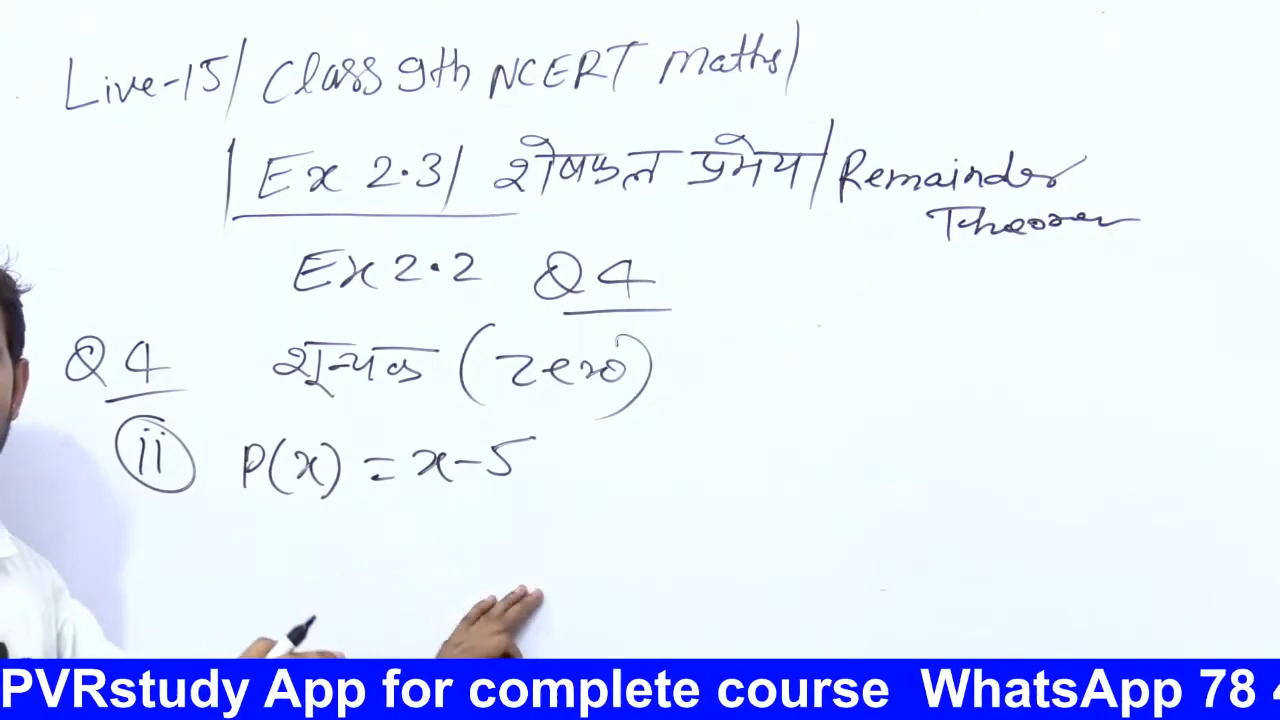 Live-15/ Class 9th NCERT Maths/
| Ex 2.3/ शेषफल प्रमेय/ Remainder
Theorem
Ex 2.2 Q4
Q4 शून्यक (zero)
ii P(x) = x-5
PVRstudy App for complete course WhatsApp 78